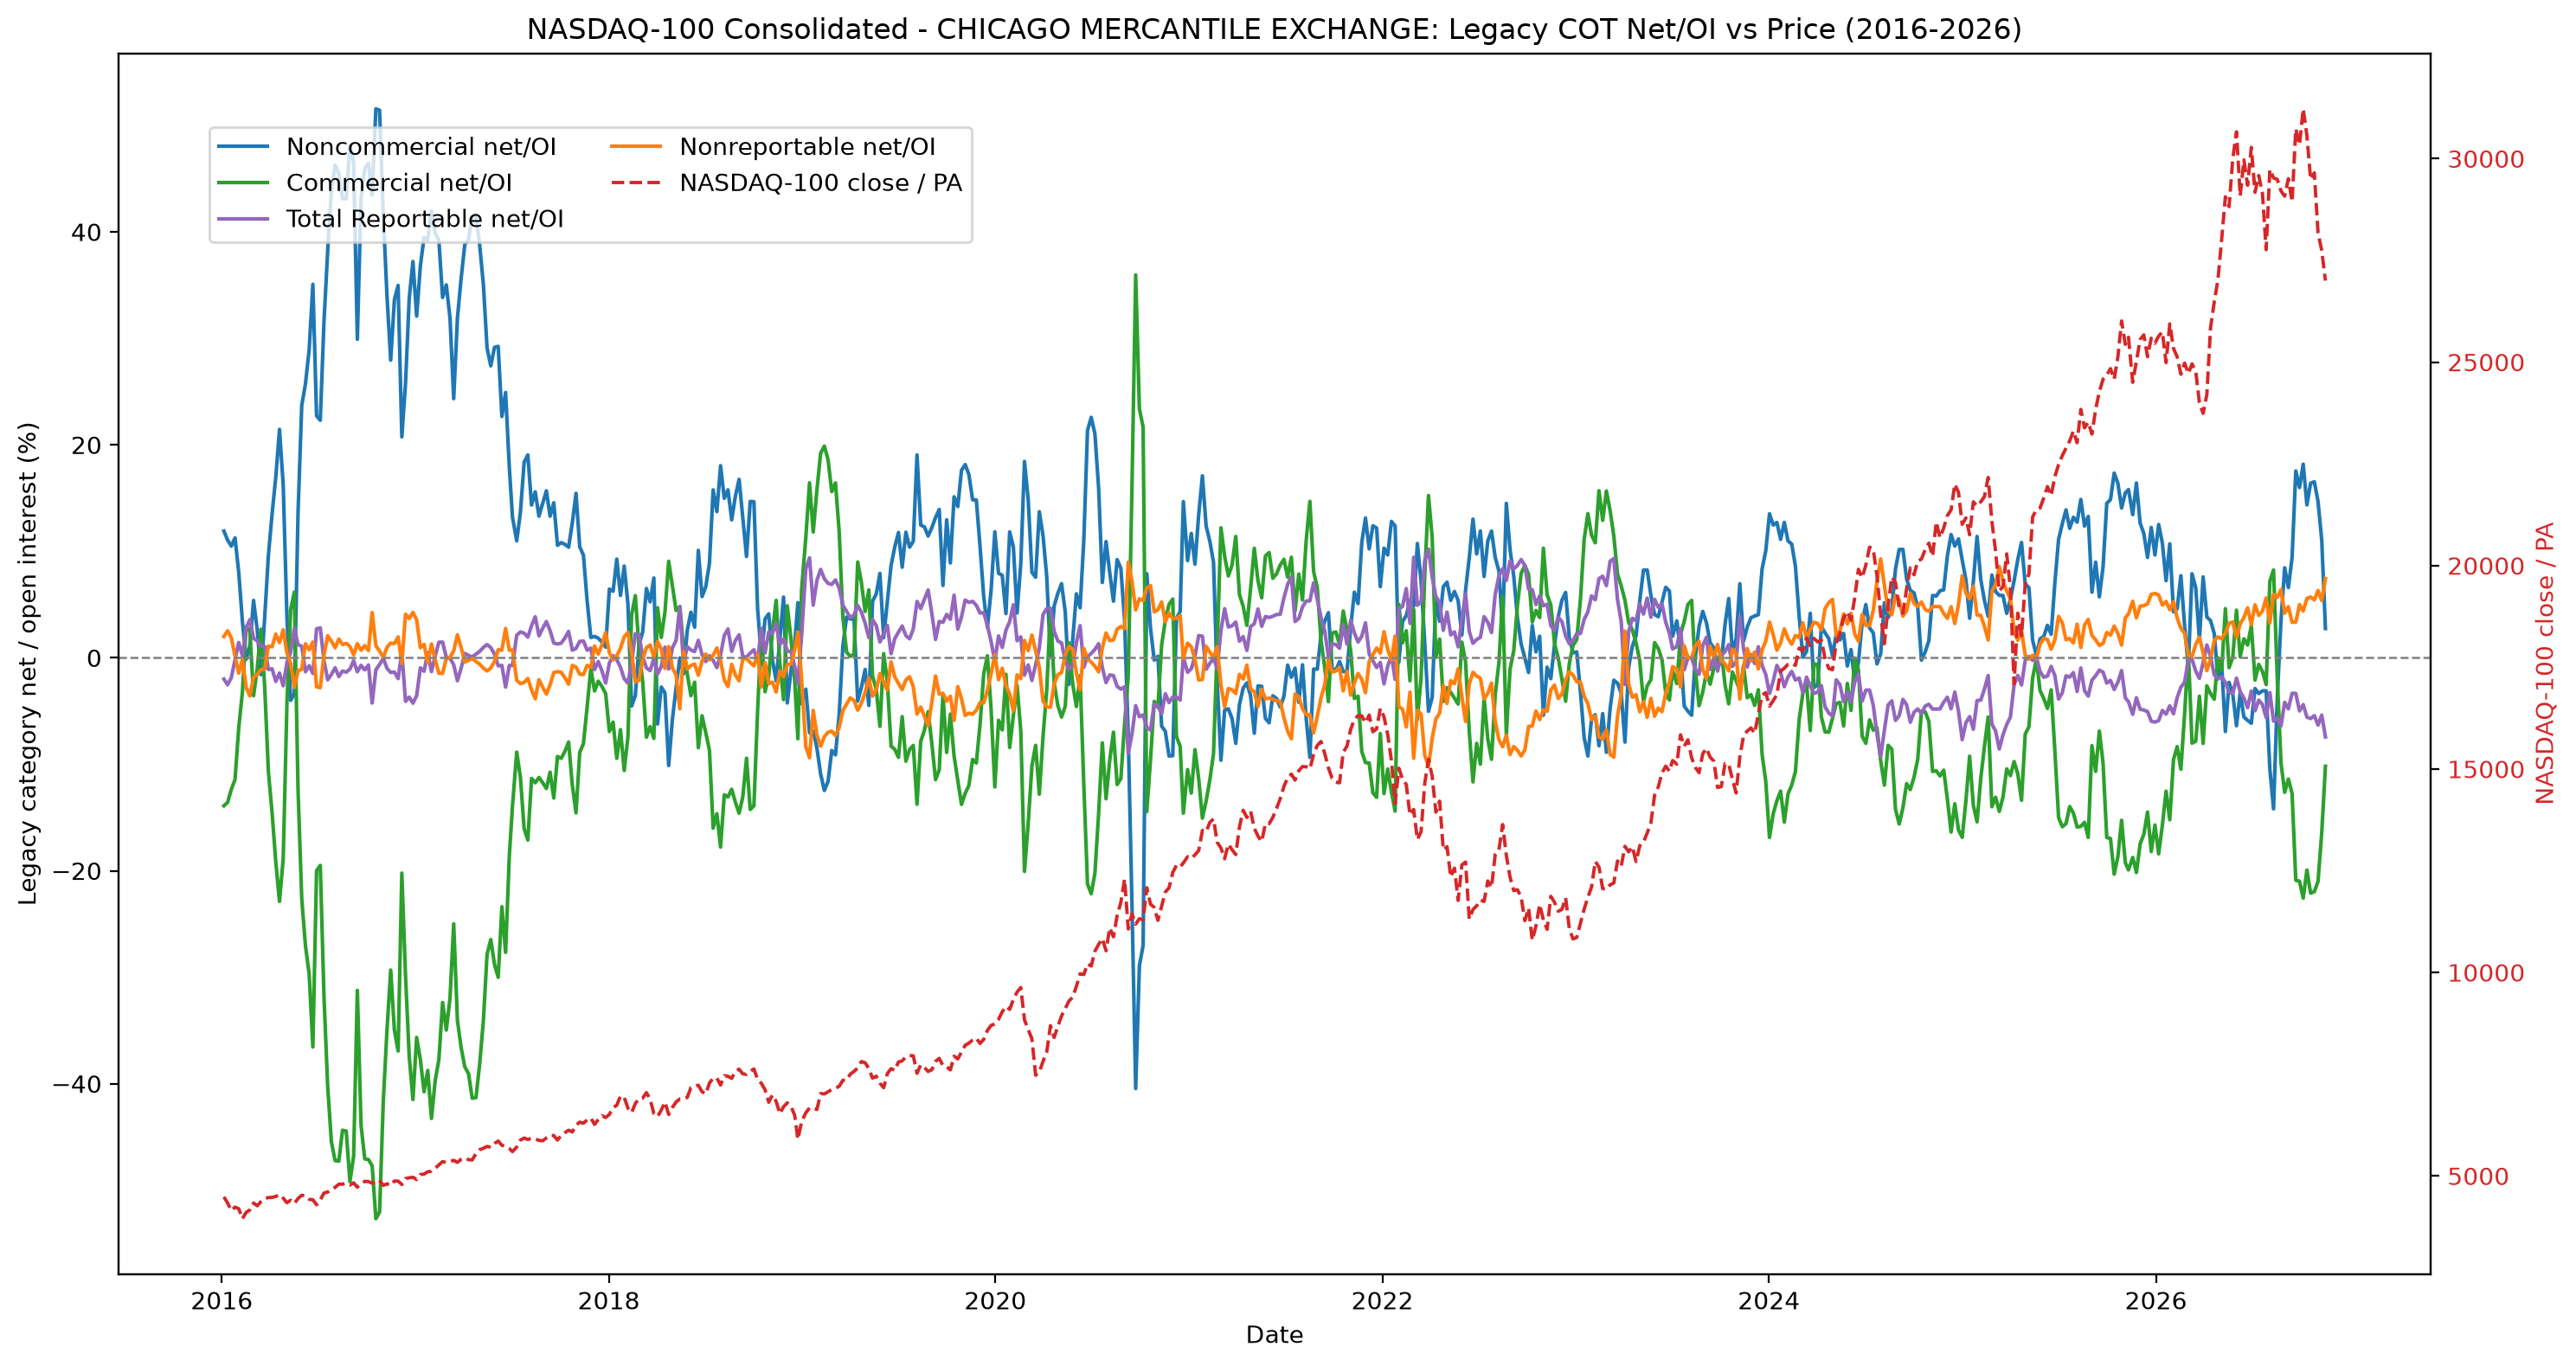 NASDAQ-100 Consolidated - CHICAGO MERCANTILE EXCHANGE: Legacy COT Net/OI vs Price (2016-2026)
Noncommercial net/OI
Commercial net/OI
Total Reportable net/OI
Nonreportable net/OI
NASDAQ-100 close / PA
Legacy category net / open interest (%)
40
20
0
−20
−40
30000
25000
20000
15000
10000
5000
NASDAQ-100 close / PA
2016
2018
2020
2022
2024
2026
Date